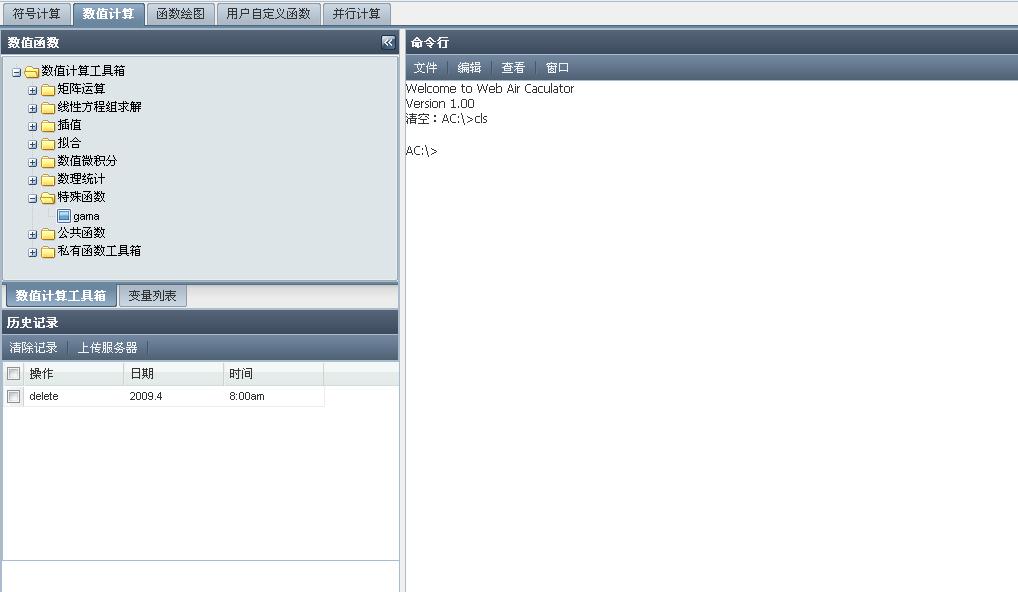 符号计算 数值计算 函数绘图 用户自定义函数 并行计算
数值函数
数值计算工具箱
矩阵运算
线性方程组求解
插值
拟合
数值微积分
数理统计
特殊函数
gama
公共函数
私有函数工具箱
数值计算工具箱 变量列表
历史记录
清除记录 上传服务器
操作 日期 时间
delete 2009.4 8:00am
命令行
文件 编辑 查看 窗口
Welcome to Web Air Caculator
Version 1.00
清空：AC:\>cls
AC:\>